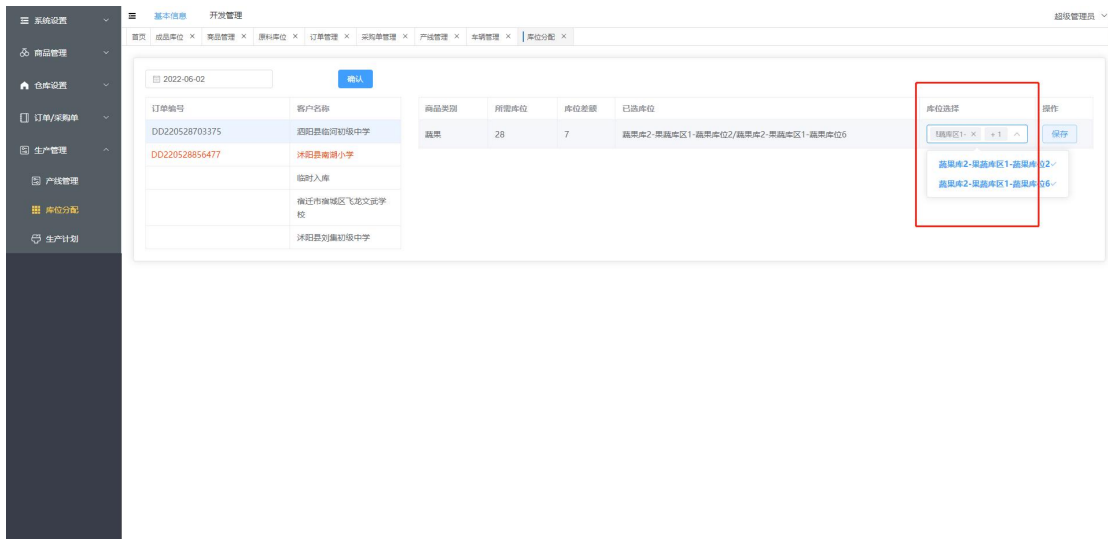 系统设置
商品管理
仓库设置
订单/采购单
生产管理
产线管理
库位分配
生产计划
基本信息 开发管理
超级管理员
首页 成品库位 × 商品管理 × 原料库位 × 订单管理 × 采购单管理 × 产线管理 × 车辆管理 × 库位分配 ×
2022-06-02 确认
订单编号 客户名称
DD220528703375 泗阳县临河初级中学
DD220528856477 沭阳县南湖小学
临时入库
宿迁市宿城区飞龙文武学
校
沭阳县刘集初级中学
商品类别 所需库位 库位差额 已选库位 库位选择 操作
蔬果 28 7 蔬果库2-果蔬库区1-蔬果库位2/蔬果库2-果蔬库区1-蔬果库位6 蔬库区1- × + 1 保存
蔬果库2-果蔬库区1-蔬果库位2
蔬果库2-果蔬库区1-蔬果库位6